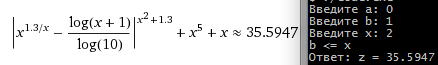 |x^{1.3/x} - \frac{log(x + 1)}{log(10)}|^{x^2+1.3} + x^5 + x ≈ 35.5947
Введите a: 0
Введите b: 1
Введите x: 2
b <= x
Ответ: z = 35.5947